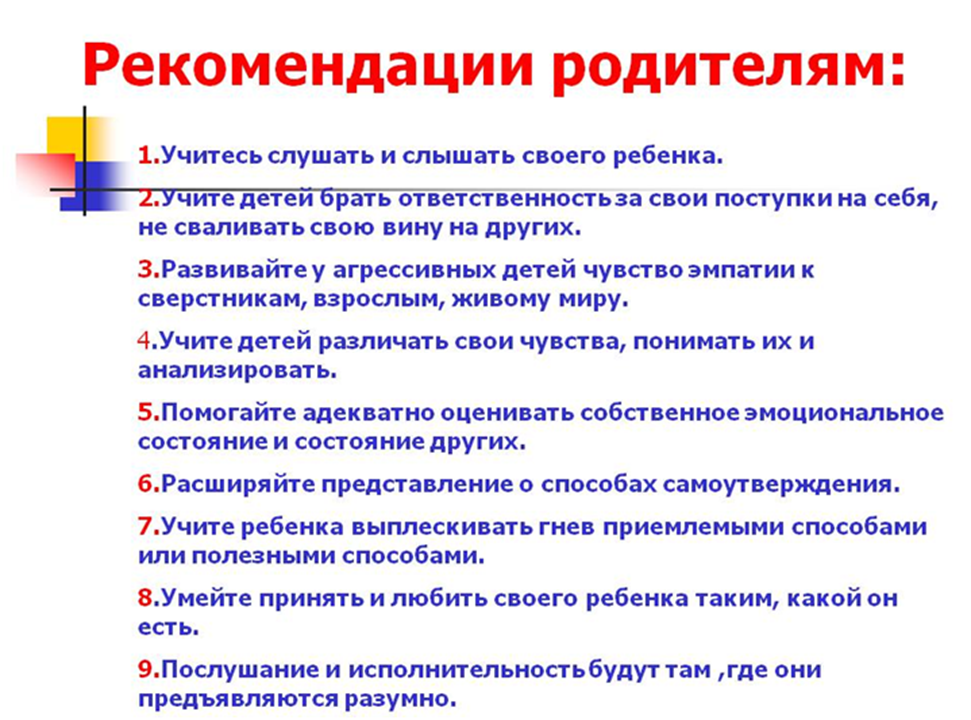 Рекомендации родителям:
1.Учитесь слушать и слышать своего ребенка.
2.Учите детей брать ответственность за свои поступки на себя,
не сваливать свою вину на других.
3.Развивайте у агрессивных детей чувство эмпатии к
сверстникам, взрослым, живому миру.
4.Учите детей различать свои чувства, понимать их и
анализировать.
5.Помогайте адекватно оценивать собственное эмоциональное
состояние и состояние других.
6.Расширяйте представление о способах самоутверждения.
7.Учите ребенка выплескивать гнев приемлемыми способами
или полезными способами.
8.Умейте принять и любить своего ребенка таким, какой он
есть.
9.Послушание и исполнительность будут там ,где они
предъявляются разумно.